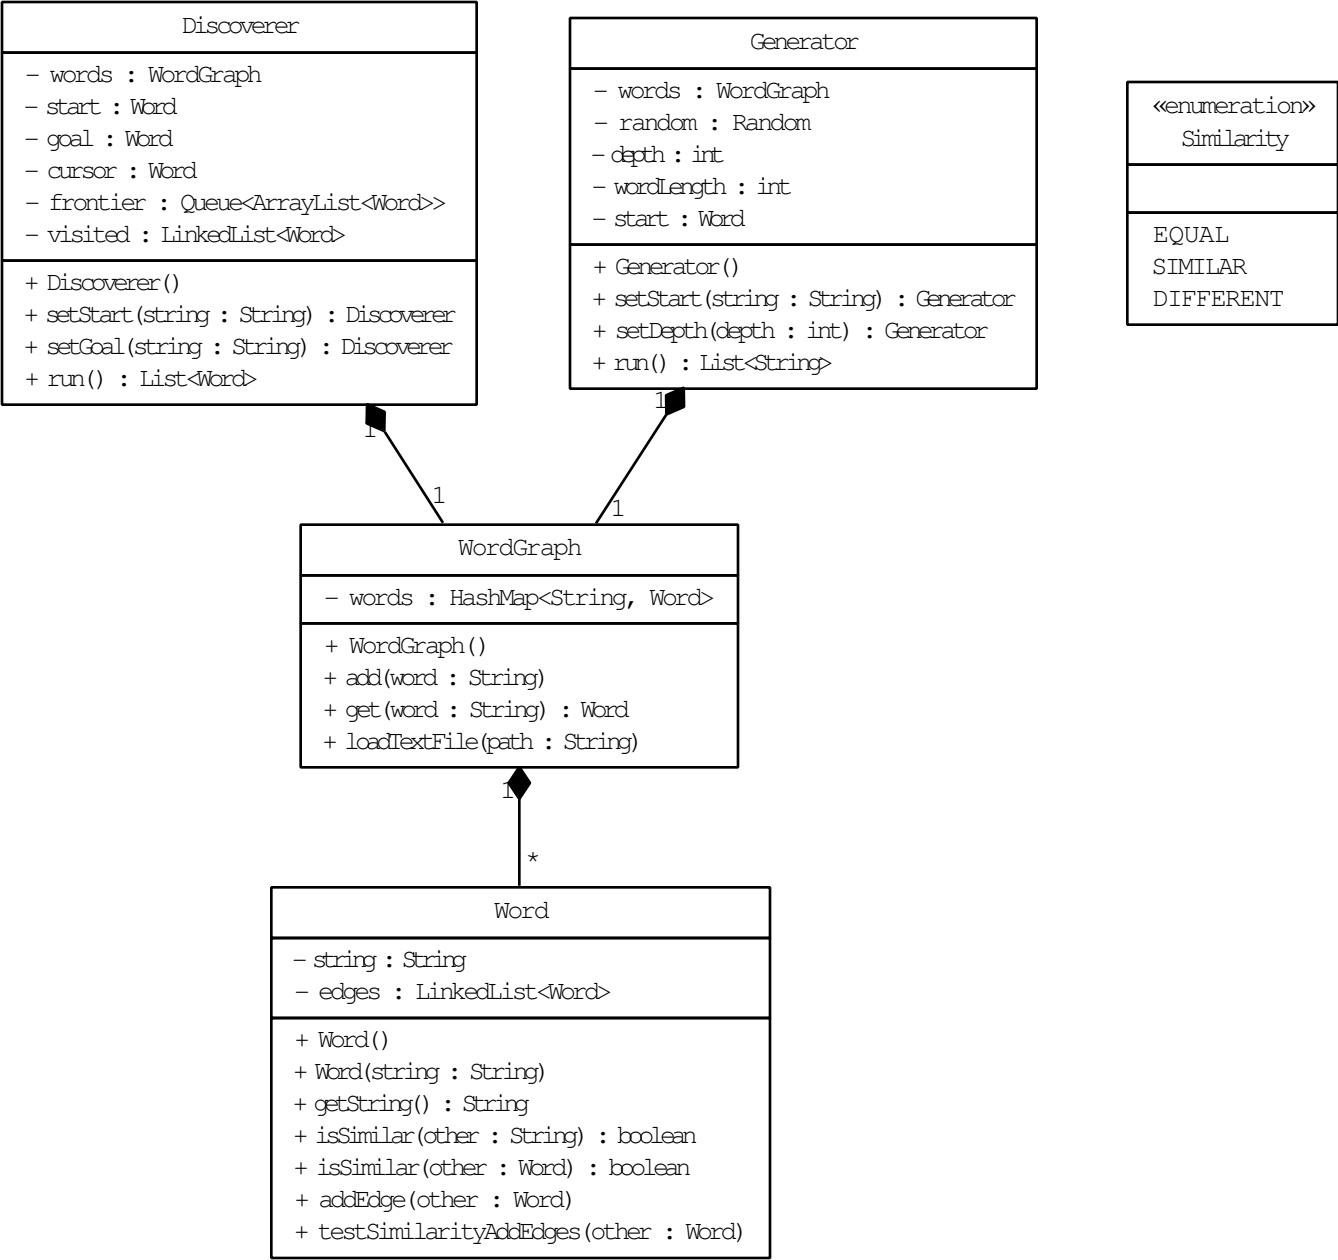 Discoverer
- words : WordGraph
- start : Word
- goal : Word
- cursor : Word
- frontier : Queue<ArrayList<Word>>
- visited : LinkedList<Word>
+ Discoverer()
+ setStart(string : String) : Discoverer
+ setGoal(string : String) : Discoverer
+ run() : List<Word>
Generator
- words : WordGraph
- random : Random
- depth : int
- wordLength : int
- start : Word
+ Generator()
+ setStart(string : String) : Generator
+ setDepth(depth : int) : Generator
+ run() : List<String>
«enumeration»
Similarity
EQUAL
SIMILAR
DIFFERENT
1
1
1
1
WordGraph
- words : HashMap<String, Word>
+ WordGraph()
+ add(word : String)
+ get(word : String) : Word
+ loadTextFile(path : String)
1
*
Word
- string : String
- edges : LinkedList<Word>
+ Word()
+ Word(string : String)
+ getString() : String
+ isSimilar(other : String) : boolean
+ isSimilar(other : Word) : boolean
+ addEdge(other : Word)
+ testSimilarityAddEdges(other : Word)